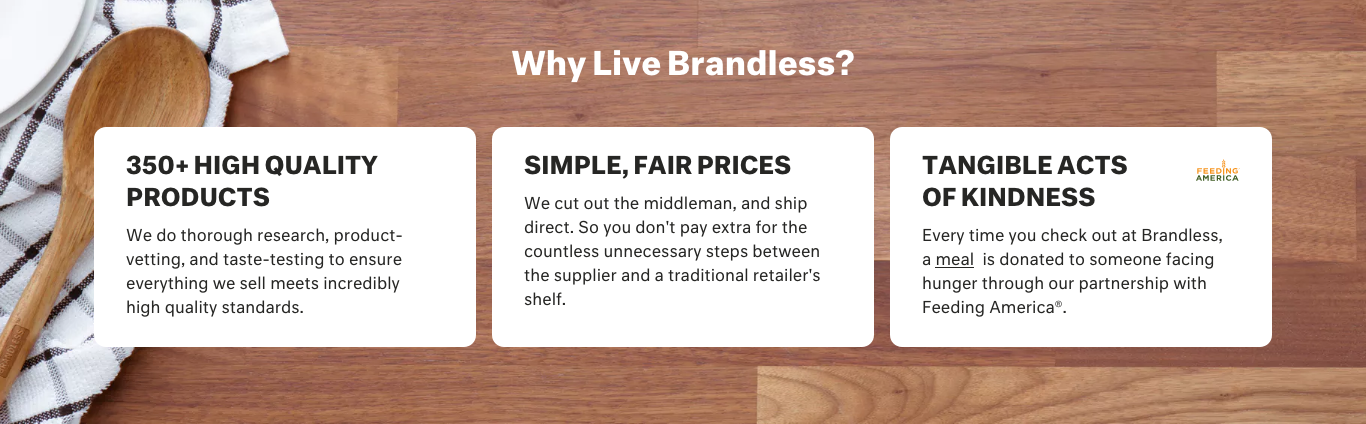 Why Live Brandless?
350+ HIGH QUALITY
PRODUCTS
We do thorough research, product-
vetting, and taste-testing to ensure
everything we sell meets incredibly
high quality standards.
SIMPLE, FAIR PRICES
We cut out the middleman, and ship
direct. So you don't pay extra for the
countless unnecessary steps between
the supplier and a traditional retailer's
shelf.
TANGIBLE ACTS
OF KINDNESS
FEEDING
AMERICA
Every time you check out at Brandless,
a meal is donated to someone facing
hunger through our partnership with
Feeding America®.
BRANDLESS